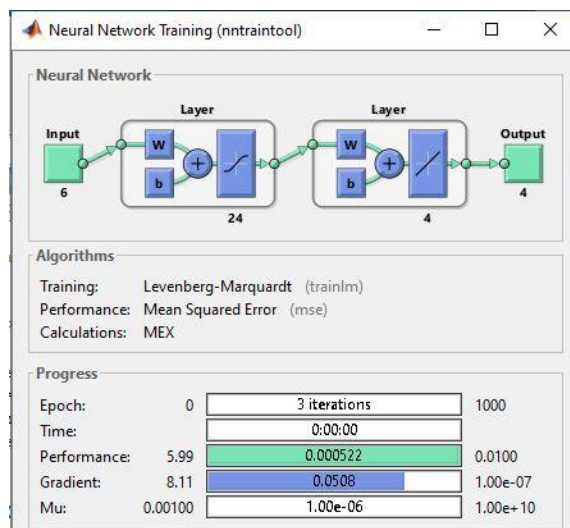 Neural Network Training (nntraintool)
Neural Network
Layer Layer
Input Output
W W
+ +
b b
6 4
24 4
Algorithms
Training: Levenberg-Marquardt (trainlm)
Performance: Mean Squared Error (mse)
Calculations: MEX
Progress
Epoch: 0 3 iterations 1000
Time: 0:00:00
Performance: 5.99 0.000522 0.0100
Gradient: 8.11 0.0508 1.00e-07
Mu: 0.00100 1.00e-06 1.00e+10